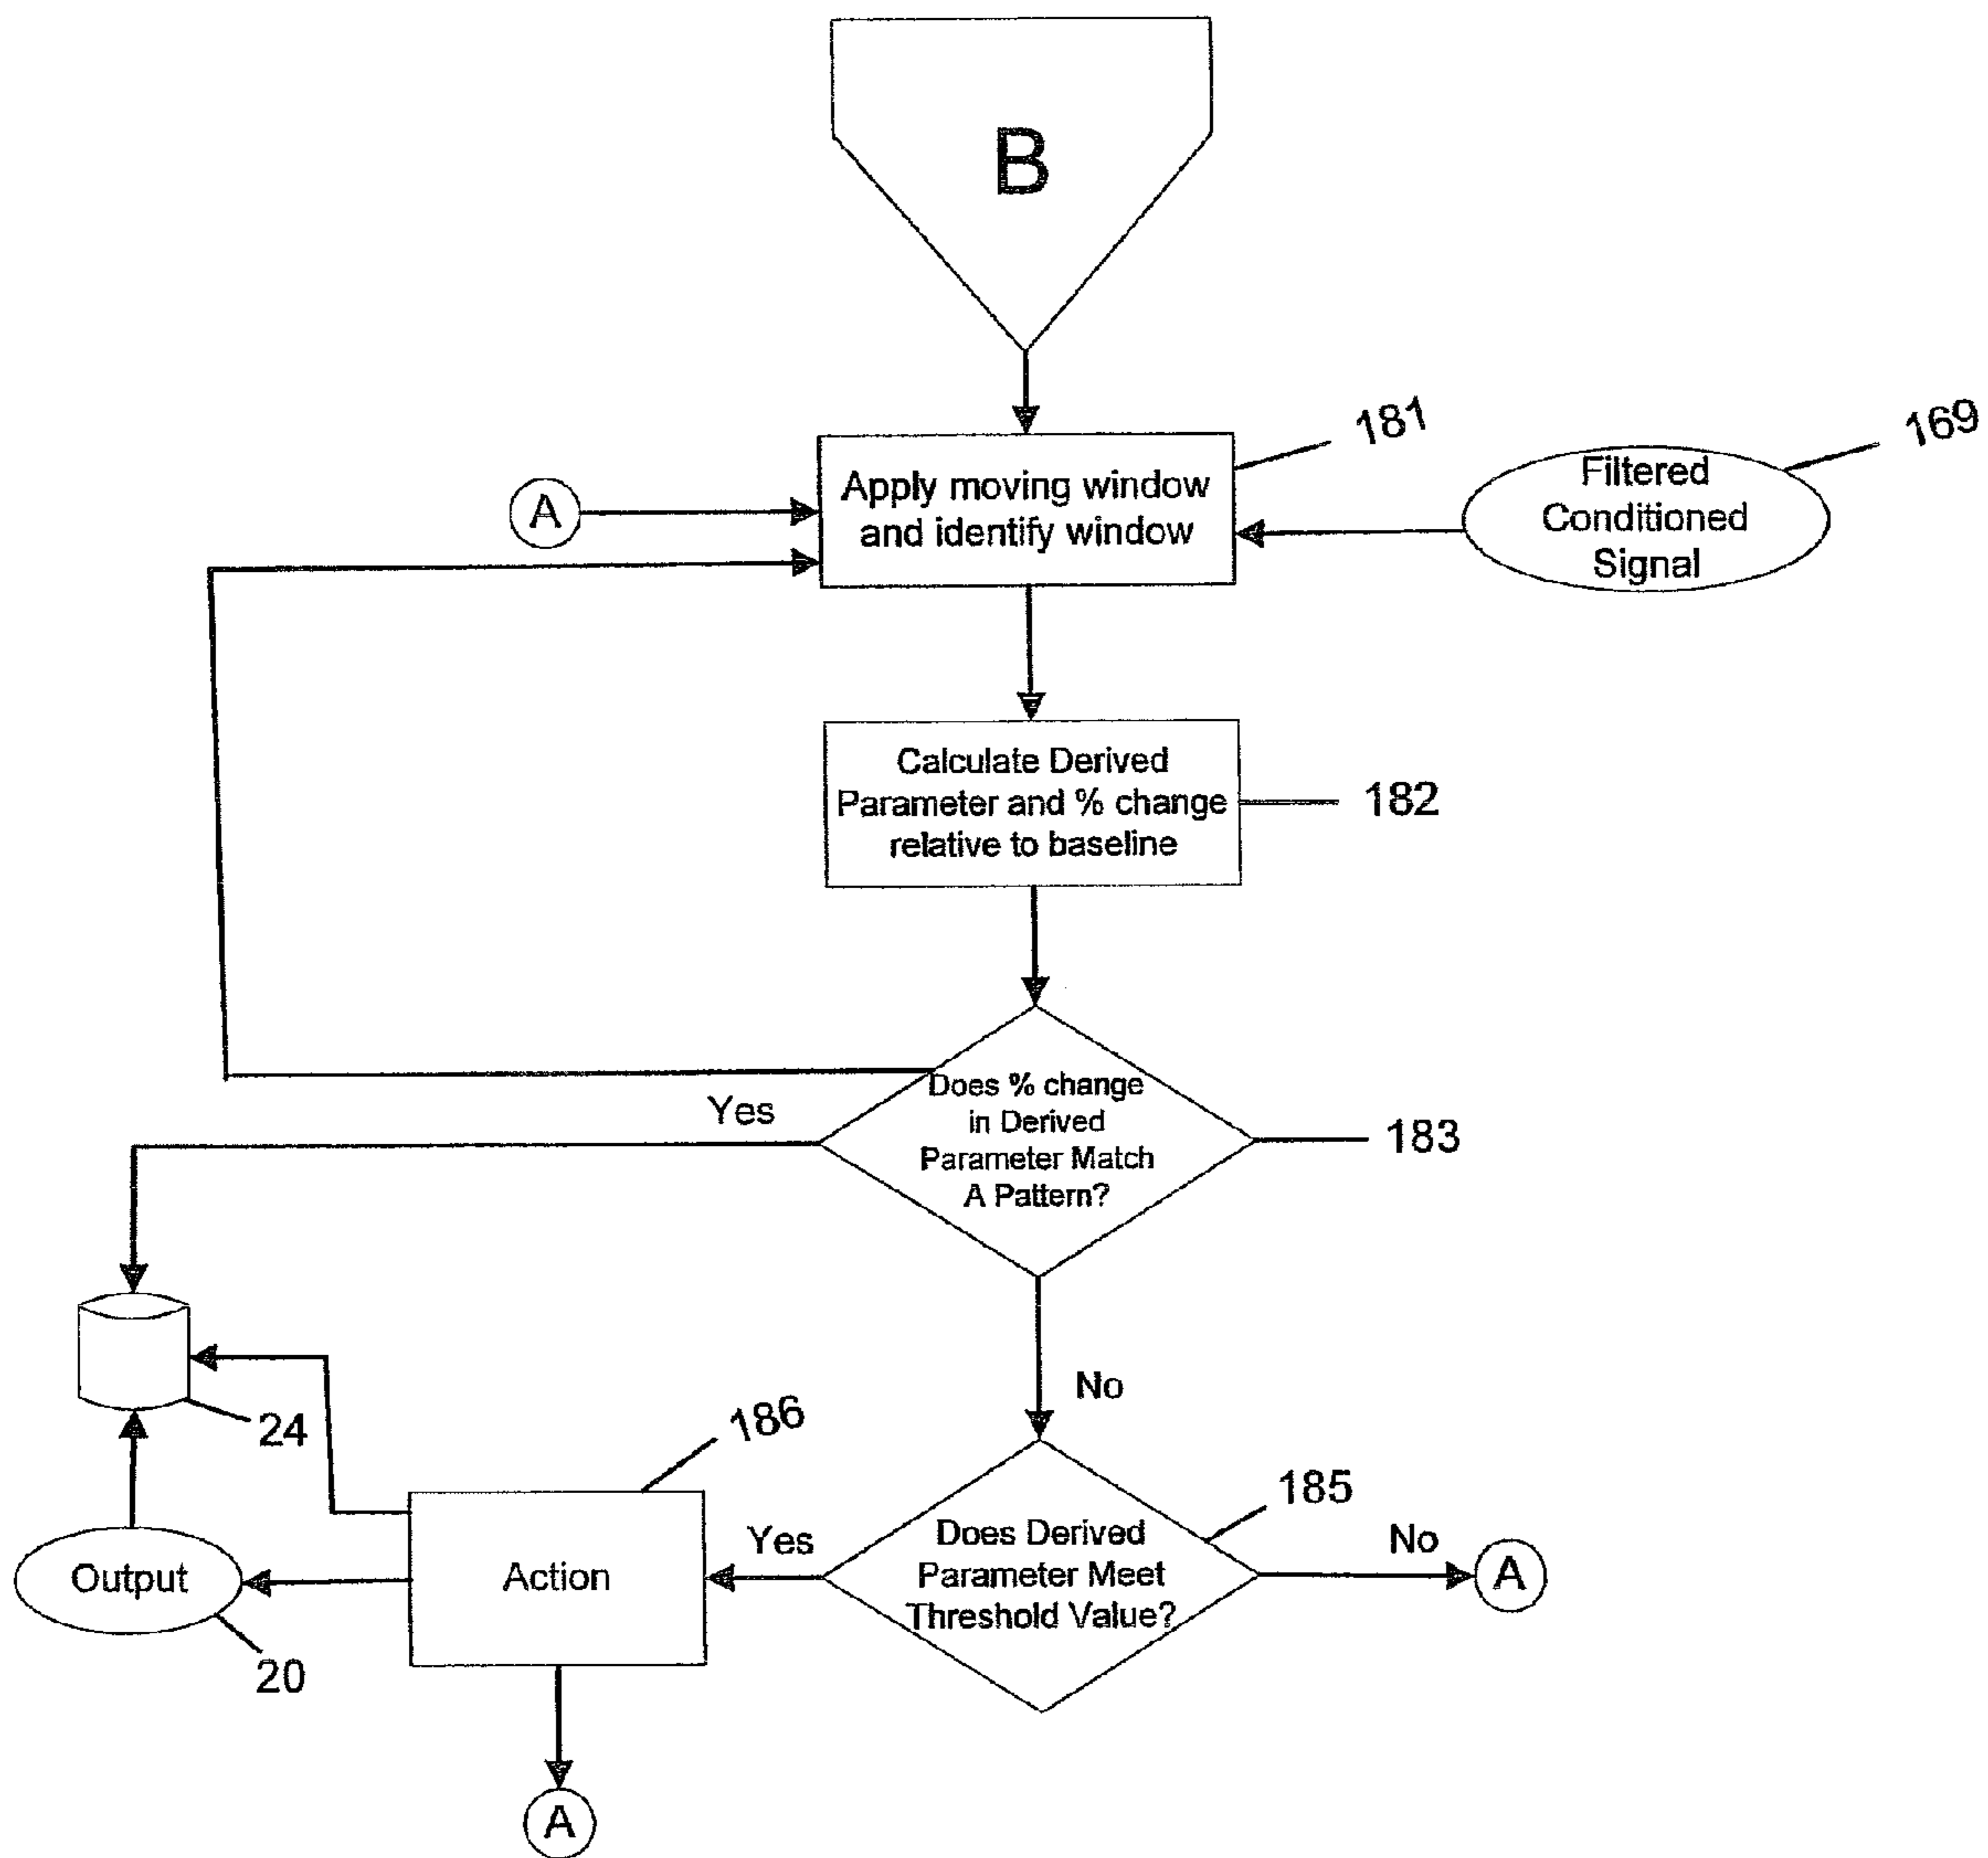 B
181
169
Apply moving window
and identify window
A
Filtered
Conditioned
Signal
Calculate Derived
Parameter and % change
relative to baseline
182
Does % change
in Derived
Parameter Match
A Pattern?
Yes
183
No
24
186
185
Output
Action
Yes
Does Derived
Parameter Meet
Threshold Value?
No
A
20
A